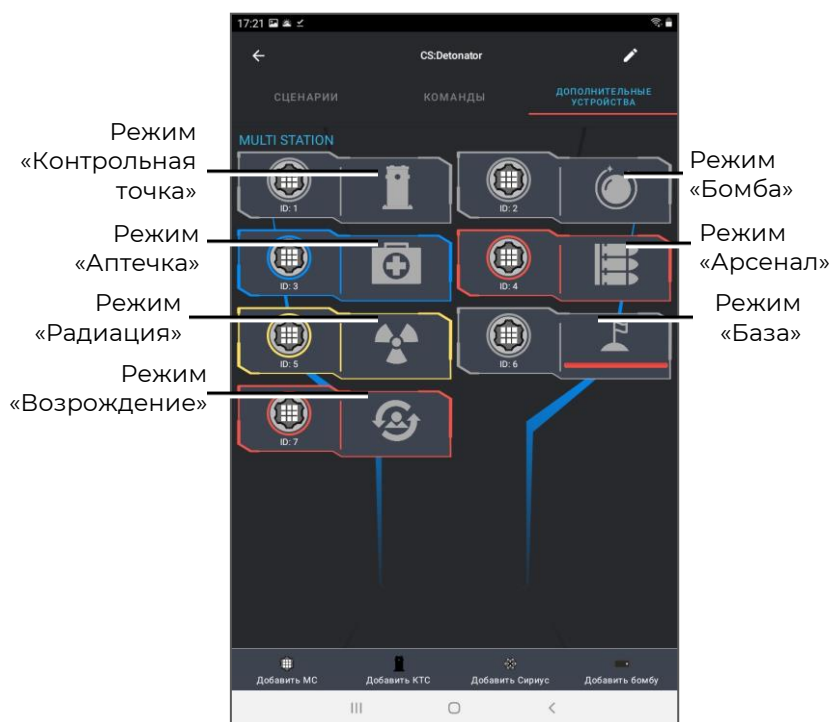 17:21
CS:Detonator
СЦЕНАРИИ
КОМАНДЫ
ДОПОЛНИТЕЛЬНЫЕ
УСТРОЙСТВА
MULTI STATION
Режим
«Контрольная
точка»
ID: 1
ID: 2
Режим
«Бомба»
Режим
«Аптечка»
ID: 3
ID: 4
Режим
«Арсенал»
Режим
«Радиация»
ID: 5
ID: 6
Режим
«База»
Режим
«Возрождение»
ID: 7
Добавить МС
Добавить КТС
Добавить Сириус
Добавить бомбу